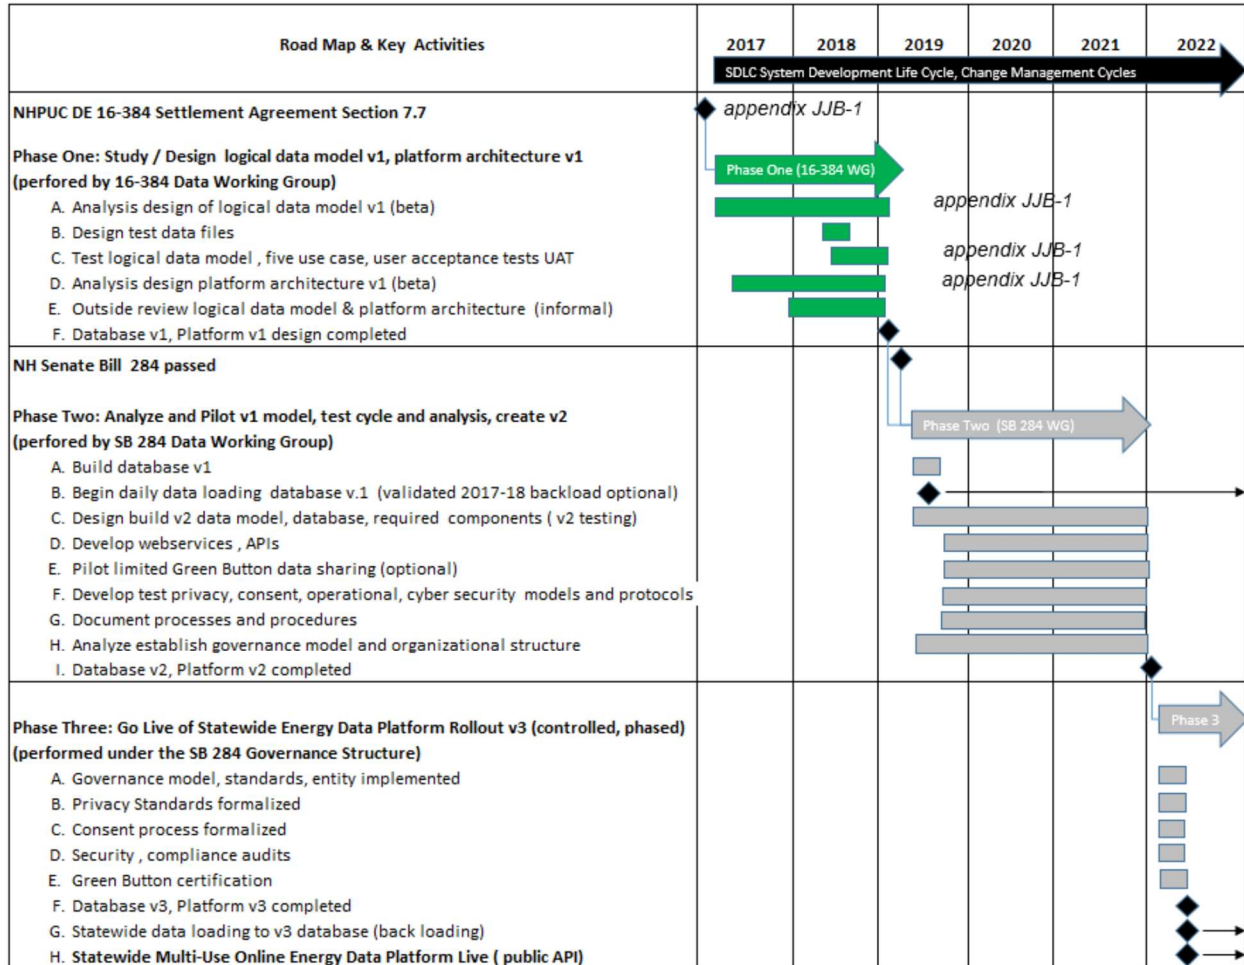 Road Map & Key Activities 2017 2018 2019 2020 2021 2022
SDLC System Development Life Cycle, Change Management Cycles
NHPUC DE 16-384 Settlement Agreement Section 7.7 appendix JJB-1
Phase One: Study / Design logical data model v1, platform architecture v1
(perfored by 16-384 Data Working Group) Phase One (16-384 WG)
A. Analysis design of logical data model v1 (beta) appendix JJB-1
B. Design test data files
C. Test logical data model , five use case, user acceptance tests UAT appendix JJB-1
D. Analysis design platform architecture v1 (beta) appendix JJB-1
E. Outside review logical data model & platform architecture (informal)
F. Database v1, Platform v1 design completed
NH Senate Bill 284 passed
Phase Two: Analyze and Pilot v1 model, test cycle and analysis, create v2
(perfored by SB 284 Data Working Group) Phase Two (SB 284 WG)
A. Build database v1
B. Begin daily data loading database v.1 (validated 2017-18 backload optional)
C. Design build v2 data model, database, required components ( v2 testing)
D. Develop webservices , APIs
E. Pilot limited Green Button data sharing (optional)
F. Develop test privacy, consent, operational, cyber security models and protocols
G. Document processes and procedures
H. Analyze establish governance model and organizational structure
I. Database v2, Platform v2 completed
Phase Three: Go Live of Statewide Energy Data Platform Rollout v3 (controlled, phased) Phase 3
(performed under the SB 284 Governance Structure)
A. Governance model, standards, entity implemented
B. Privacy Standards formalized
C. Consent process formalized
D. Security , compliance audits
E. Green Button certification
F. Database v3, Platform v3 completed
G. Statewide data loading to v3 database (back loading)
H. Statewide Multi-Use Online Energy Data Platform Live ( public API)